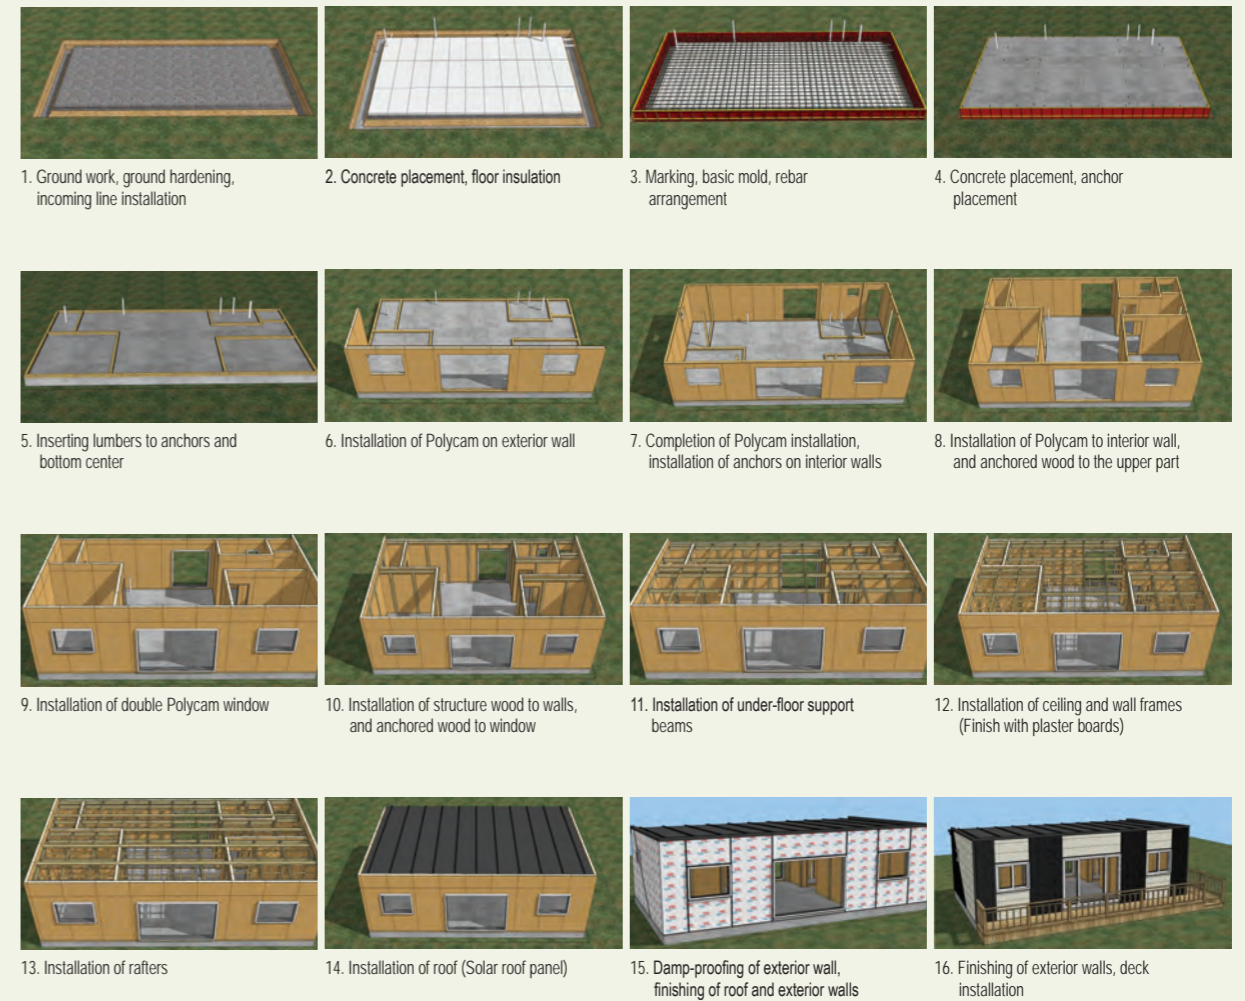 1. Ground work, ground hardening,
incoming line installation
2. Concrete placement, floor insulation
3. Marking, basic mold, rebar
arrangement
4. Concrete placement, anchor
placement
5. Inserting lumbers to anchors and
bottom center
6. Installation of Polycam on exterior wall
7. Completion of Polycam installation,
installation of anchors on interior walls
8. Installation of Polycam to interior wall,
and anchored wood to the upper part
9. Installation of double Polycam window
10. Installation of structure wood to walls,
and anchored wood to window
11. Installation of under-floor support
beams
12. Installation of ceiling and wall frames
(Finish with plaster boards)
13. Installation of rafters
14. Installation of roof (Solar roof panel)
15. Damp-proofing of exterior wall,
finishing of roof and exterior walls
16. Finishing of exterior walls, deck
installation